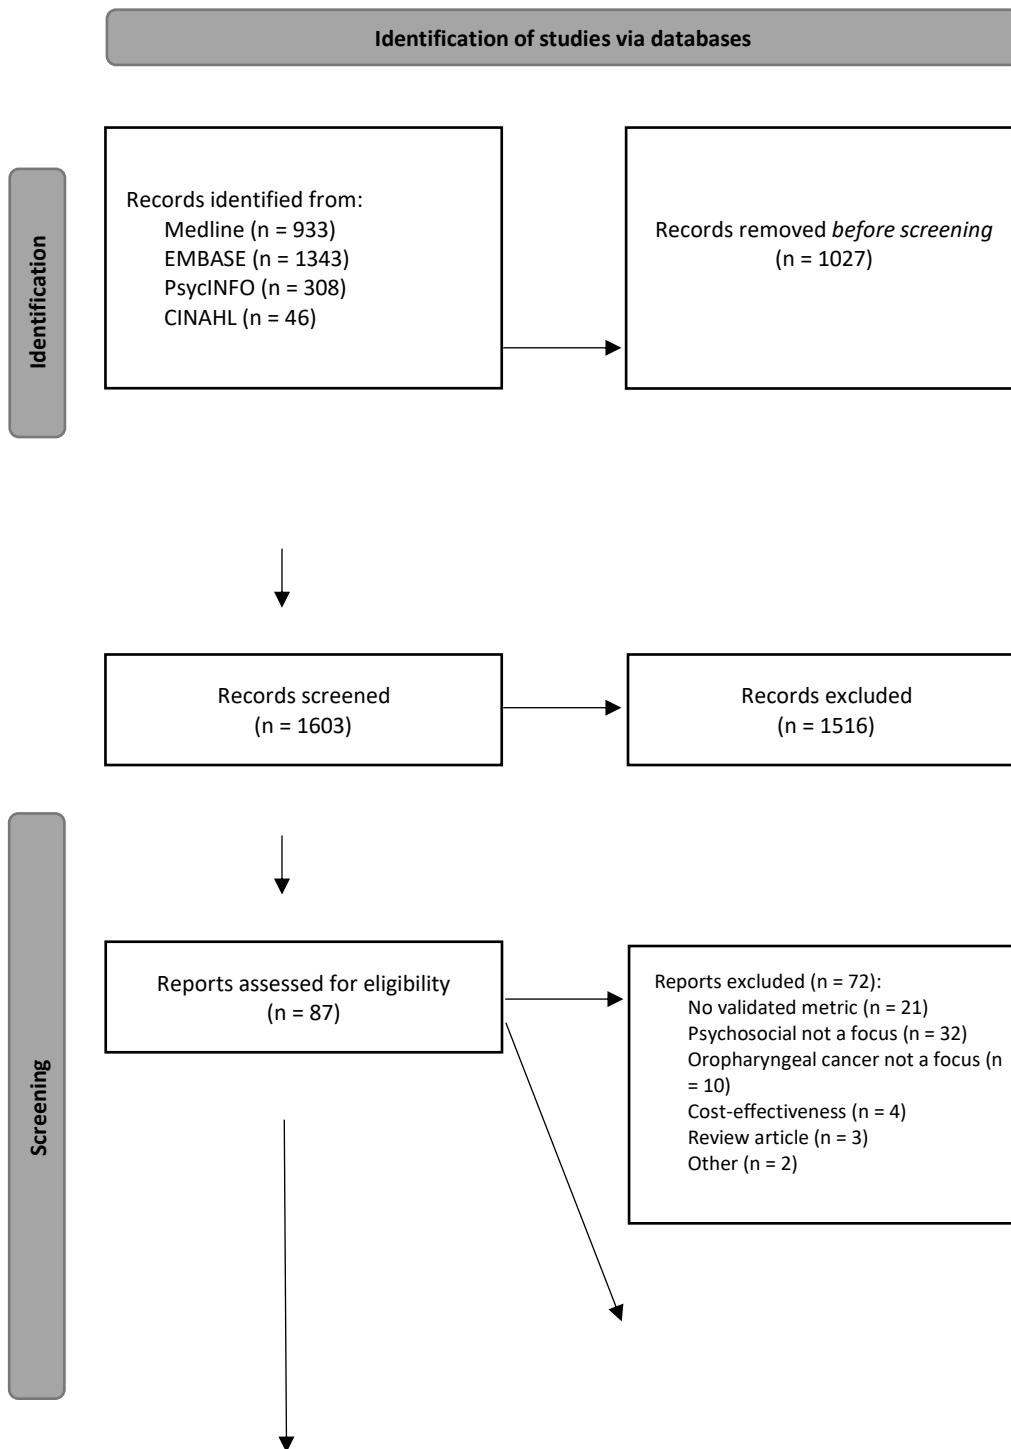 Identification of studies via databases
Identification
Records identified from:
Medline (n = 933)
EMBASE (n = 1343)
PsycINFO (n = 308)
CINAHL (n = 46)
Records removed before screening
(n = 1027)
Records screened
(n = 1603)
Records excluded
(n = 1516)
Screening
Reports assessed for eligibility
(n = 87)
Reports excluded (n = 72):
No validated metric (n = 21)
Psychosocial not a focus (n = 32)
Oropharyngeal cancer not a focus (n
= 10)
Cost-effectiveness (n = 4)
Review article (n = 3)
Other (n = 2)